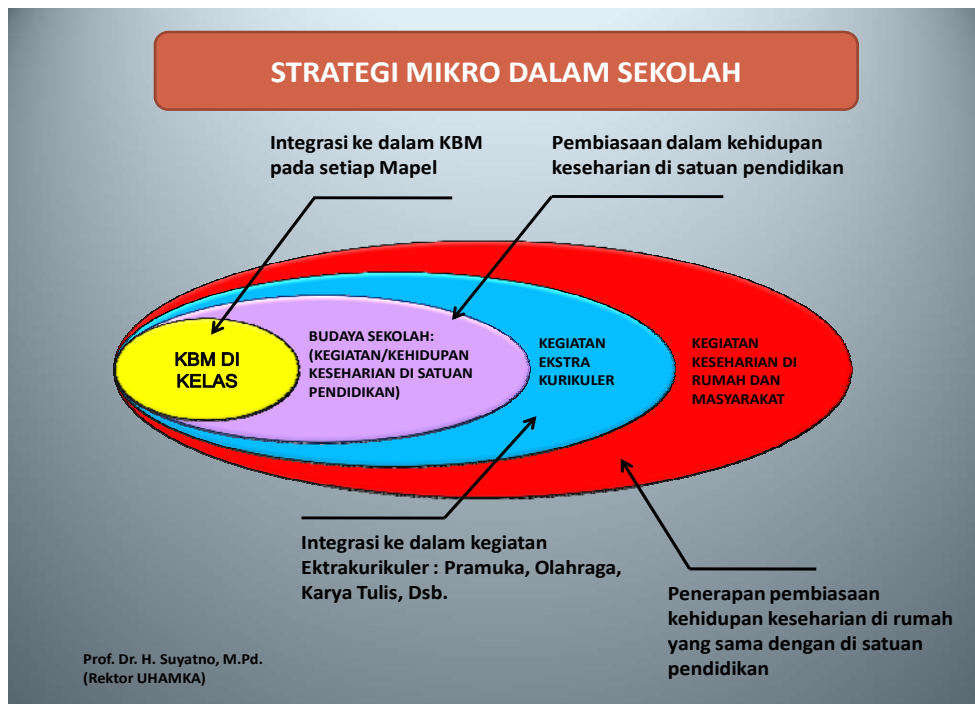 STRATEGI MIKRO DALAM SEKOLAH
Integrasi ke dalam KBM
pada setiap Mapel
Pembiasaan dalam kehidupan
keseharian di satuan pendidikan
KBM DI
KELAS
BUDAYA SEKOLAH:
(KEGIATAN/KEHIDUPAN
KESEHARIAN DI SATUAN
PENDIDIKAN)
KEGIATAN
EKSTRA
KURIKULER
KEGIATAN
KESEHARIAN DI
RUMAH DAN
MASYARAKAT
Integrasi ke dalam kegiatan
Ektrakurikuler : Pramuka, Olahraga,
Karya Tulis, Dsb.
Penerapan pembiasaan
kehidupan keseharian di rumah
yang sama dengan di satuan
pendidikan
Prof. Dr. H. Suyatno, M.Pd.
(Rektor UHAMKA)